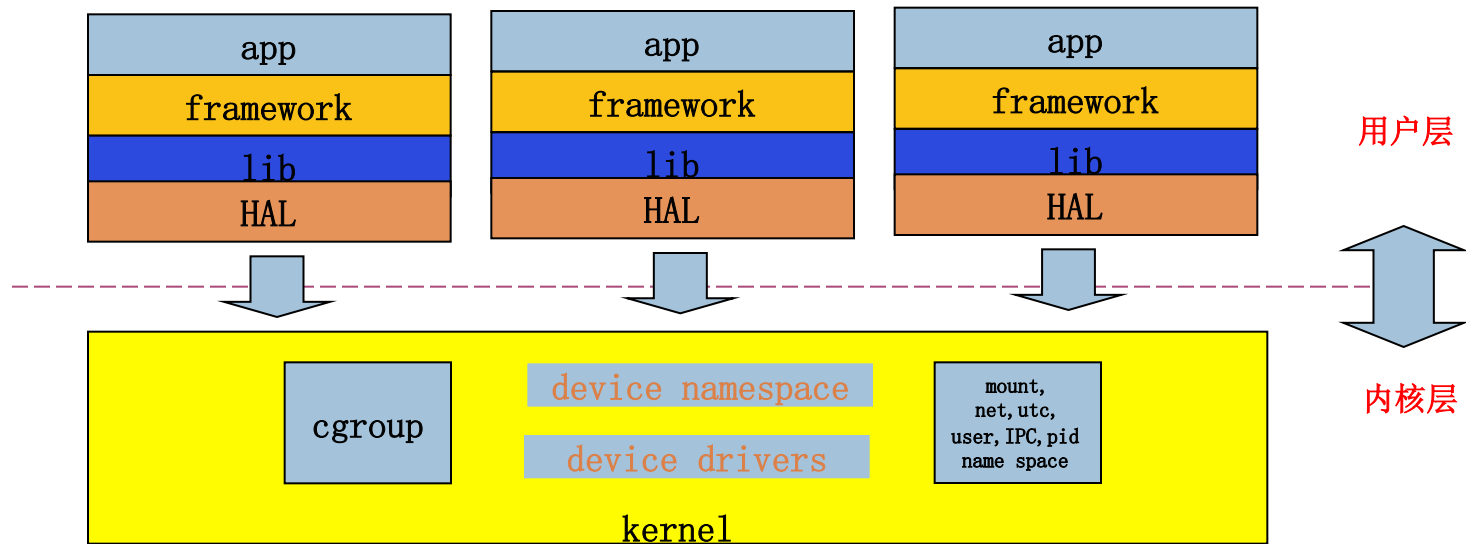 app
framework
lib
HAL
app
framework
lib
HAL
app
framework
lib
HAL
用户层
内核层
cgroup
device namespace
device drivers
mount,
net,utc,
user,IPC,pid
name space
kernel